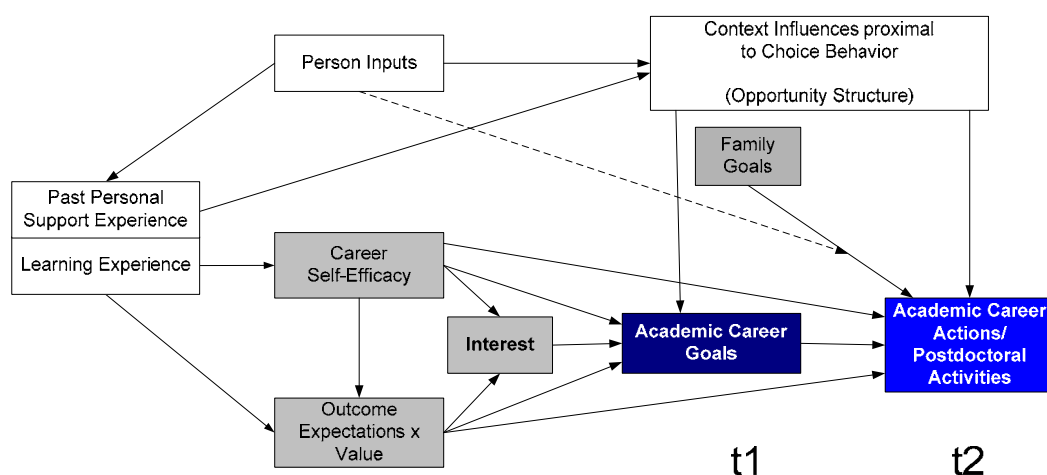 Person Inputs
Context Influences proximal
to Choice Behavior
(Opportunity Structure)
Family
Goals
Past Personal
Support Experience
Learning Experience
Career
Self-Efficacy
Interest
Academic Career
Goals
Academic Career
Actions/
Postdoctoral
Activities
Outcome
Expectations x
Value
t1
t2